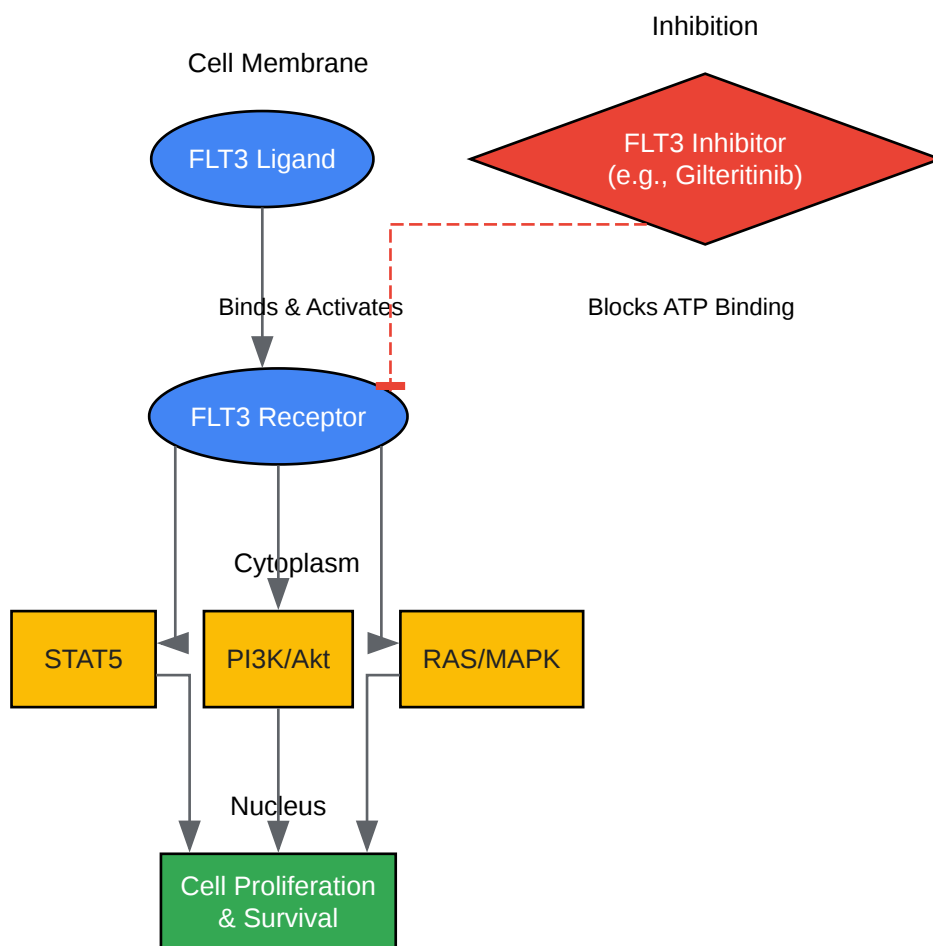 Inhibition
Cell Membrane
FLT3 Ligand
FLT3 Inhibitor
(e.g., Gilteritinib)
Binds & Activates
Blocks ATP Binding
FLT3 Receptor
Cytoplasm
STAT5
PI3K/Akt
RAS/MAPK
Nucleus
Cell Proliferation
& Survival